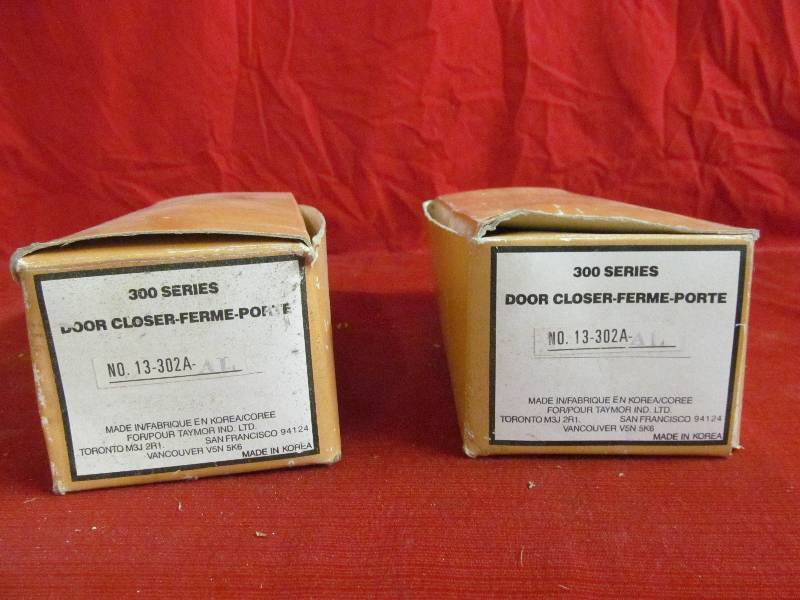 300 SERIES
DOOR CLOSER-FERME-PORTE
NO. 13-302A-AL
MADE IN/FABRIQUE EN KOREA/COREE
FOR/POUR TAYMOR IND. LTD.
TORONTO M3J 2R1. SAN FRANCISCO 94124
VANCOUVER V5N 5K6
MADE IN KOREA
300 SERIES
DOOR CLOSER-FERME-PORTE
NO. 13-302A-AL
MADE IN/FABRIQUE EN KOREA/COREE
FOR/POUR TAYMOR IND. LTD.
TORONTO M3J 2R1. SAN FRANCISCO 94124
VANCOUVER V5N 5K6
MADE IN KOREA